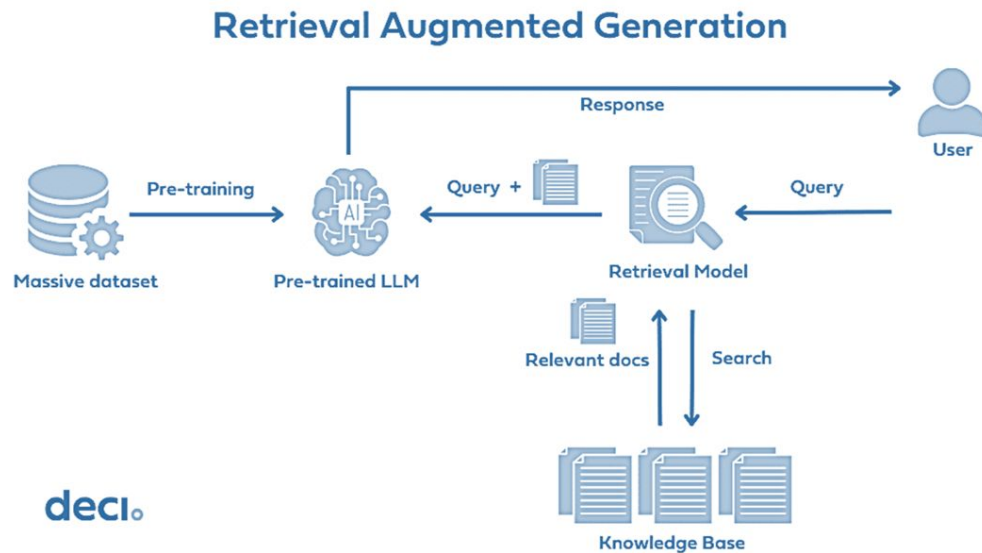 Retrieval Augmented Generation
Response
User
Pre-training
Query +
Query
AI
Massive dataset
Pre-trained LLM
Retrieval Model
Relevant docs
Search
deci.
Knowledge Base